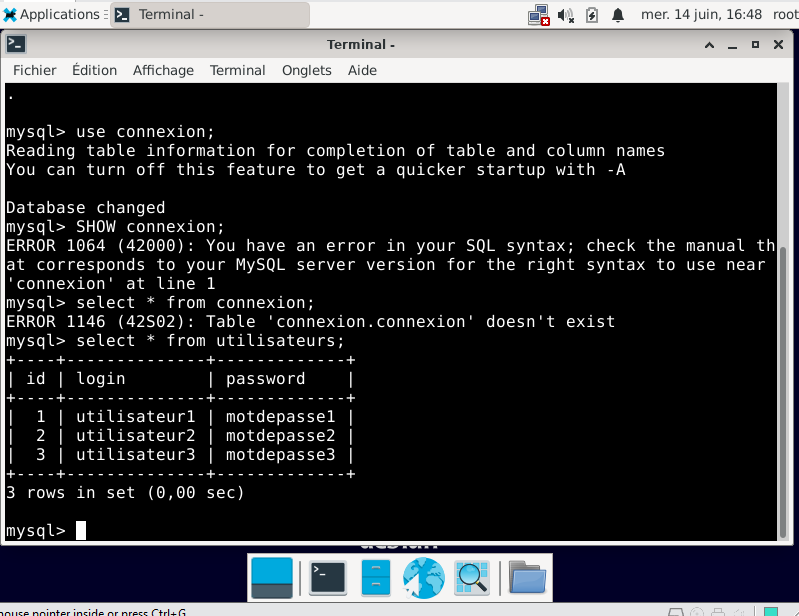 Applications
Terminal -
mer. 14 juin, 16:48
root
Terminal -
Fichier Édition Affichage Terminal Onglets Aide
.
mysql> use connexion;
Reading table information for completion of table and column names
You can turn off this feature to get a quicker startup with -A
Database changed
mysql> SHOW connexion;
ERROR 1064 (42000): You have an error in your SQL syntax; check the manual th
at corresponds to your MySQL server version for the right syntax to use near
'connexion' at line 1
mysql> select * from connexion;
ERROR 1146 (42S02): Table 'connexion.connexion' doesn't exist
mysql> select * from utilisateurs;
+----+--------------+-------------+
| id | login        | password    |
+----+--------------+-------------+
|  1 | utilisateur1 | motdepasse1 |
|  2 | utilisateur2 | motdepasse2 |
|  3 | utilisateur3 | motdepasse3 |
+----+--------------+-------------+
3 rows in set (0,00 sec)
mysql>
pointer inside or press Ctrl+G.